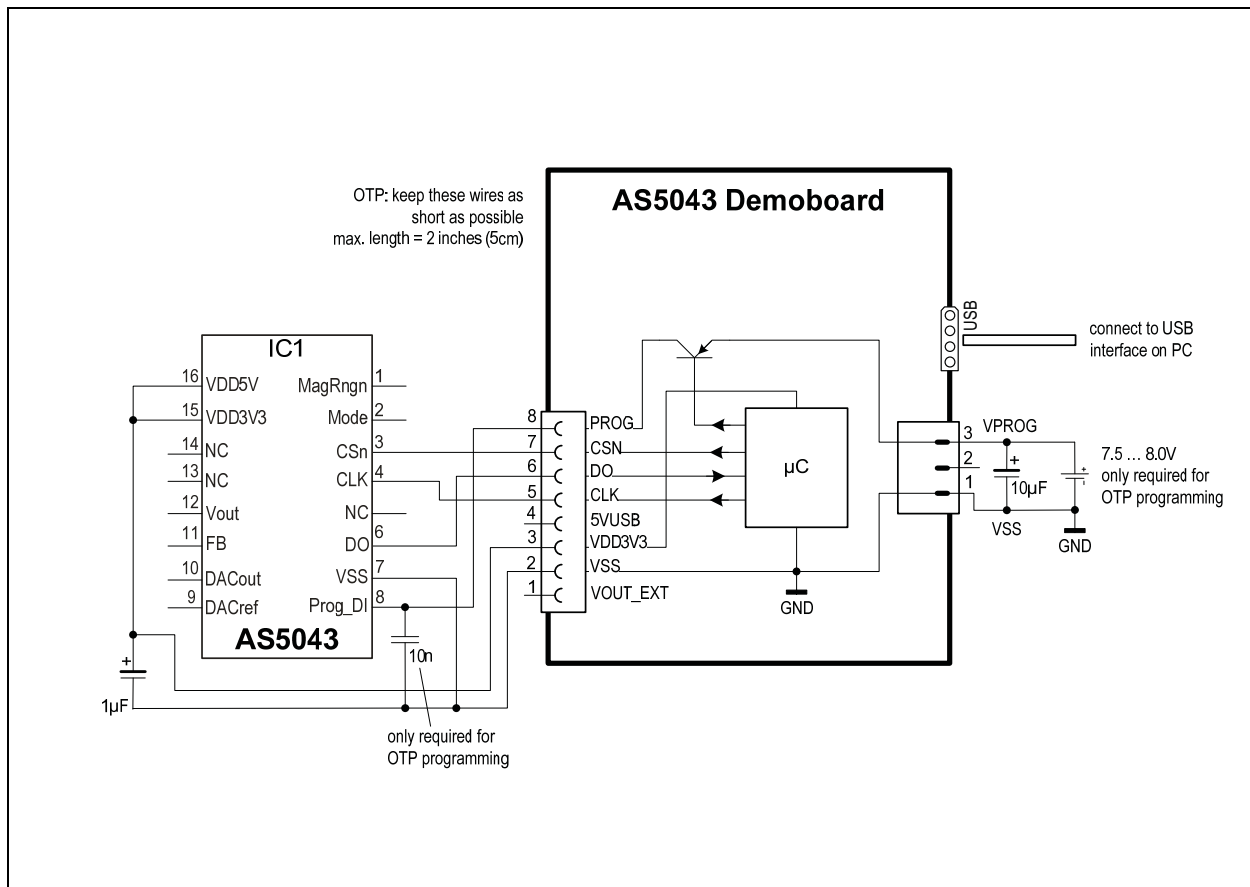 OTP: keep these wires as
short as possible
max. length = 2 inches (5cm)
AS5043 Demoboard
USB
connect to USB
interface on PC
IC1
16 VDD5V
15 VDD3V3
14 NC
13 NC
12 Vout
11 FB
10 DACout
9 DACref
MagRngn 1
Mode 2
CSn 3
CLK 4
NC 5
DO 6
VSS 7
Prog_DI 8
AS5043
8 PROG
7 CSN
6 DO
5 CLK
4 5VUSB
3 VDD3V3
2 VSS
1 VOUT_EXT
µC
GND
3 VPROG
2
1
+
10µF
VSS
+
-
7.5 ... 8.0V
only required for
OTP programming
GND
+
1µF
10n
only required for
OTP programming